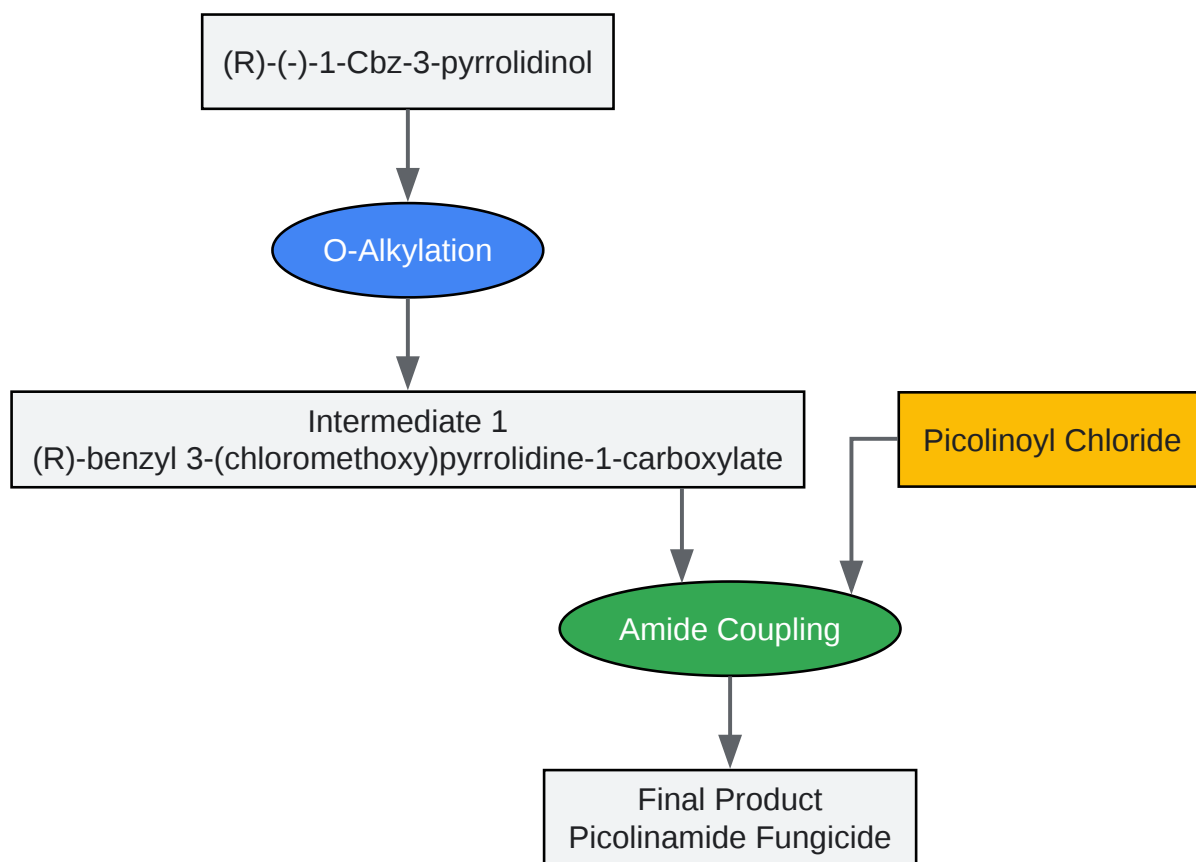 (R)-(-)-1-Cbz-3-pyrrolidinol
O-Alkylation
Intermediate 1
(R)-benzyl 3-(chloromethoxy)pyrrolidine-1-carboxylate
Picolinoyl Chloride
Amide Coupling
Final Product
Picolinamide Fungicide